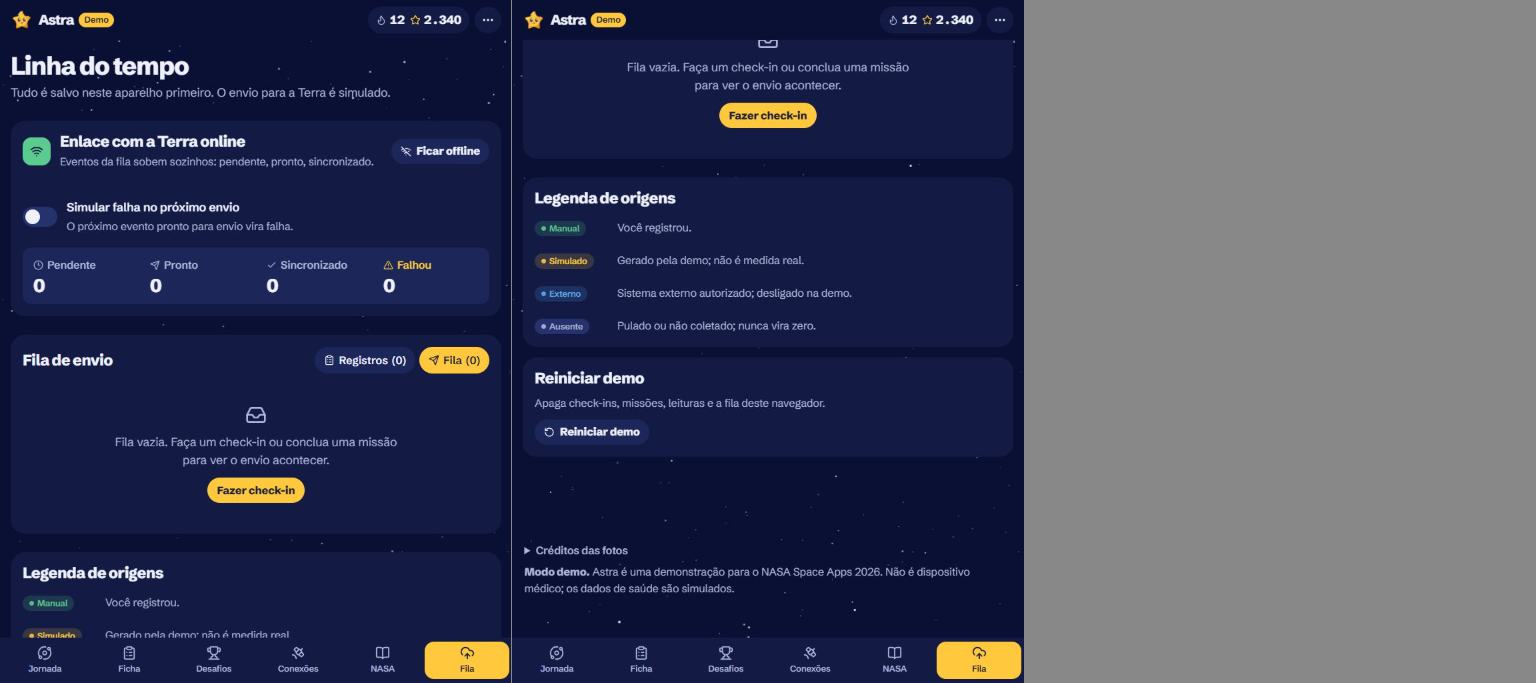 Astra Demo 12 2.340
Linha do tempo
Tudo é salvo neste aparelho primeiro. O envio para a Terra é simulado.
Enlace com a Terra online
Eventos da fila sobem sozinhos: pendente, pronto, sincronizado.
Ficar offline
Simular falha no próximo envio
O próximo evento pronto para envio vira falha.
Pendente Pronto Sincronizado Falhou
0 0 0 0
Fila de envio Registros (0) Fila (0)
Fila vazia. Faça um check-in ou conclua uma missão
para ver o envio acontecer.
Fazer check-in
Legenda de origens
Manual Você registrou.
Simulado Gerado pela demo; não é medida real.
Jornada Ficha Desafios Conexões NASA Fila
Astra Demo 12 2.340
Fila vazia. Faça um check-in ou conclua uma missão
para ver o envio acontecer.
Fazer check-in
Legenda de origens
Manual Você registrou.
Simulado Gerado pela demo; não é medida real.
Externo Sistema externo autorizado; desligado na demo.
Ausente Pulado ou não coletado; nunca vira zero.
Reiniciar demo
Apaga check-ins, missões, leituras e a fila deste navegador.
Reiniciar demo
Créditos das fotos
Modo demo. Astra é uma demonstração para o NASA Space Apps 2026. Não é dispositivo
médico; os dados de saúde são simulados.
Jornada Ficha Desafios Conexões NASA Fila